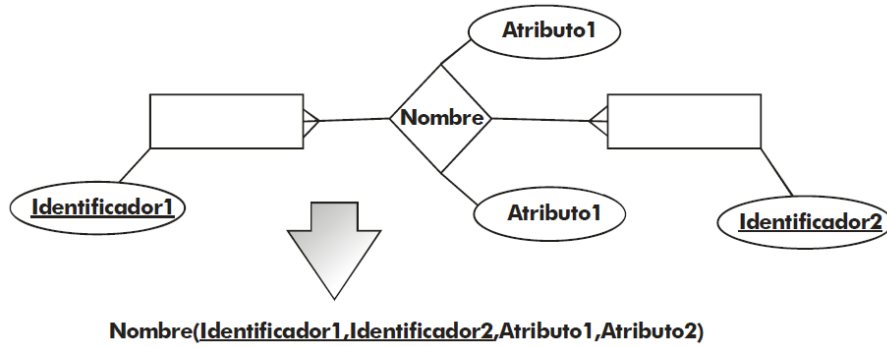 Atributo1
Nombre
Identificador1
Atributo1
Identificador2
Nombre(Identificador1,Identificador2,Atributo1,Atributo2)